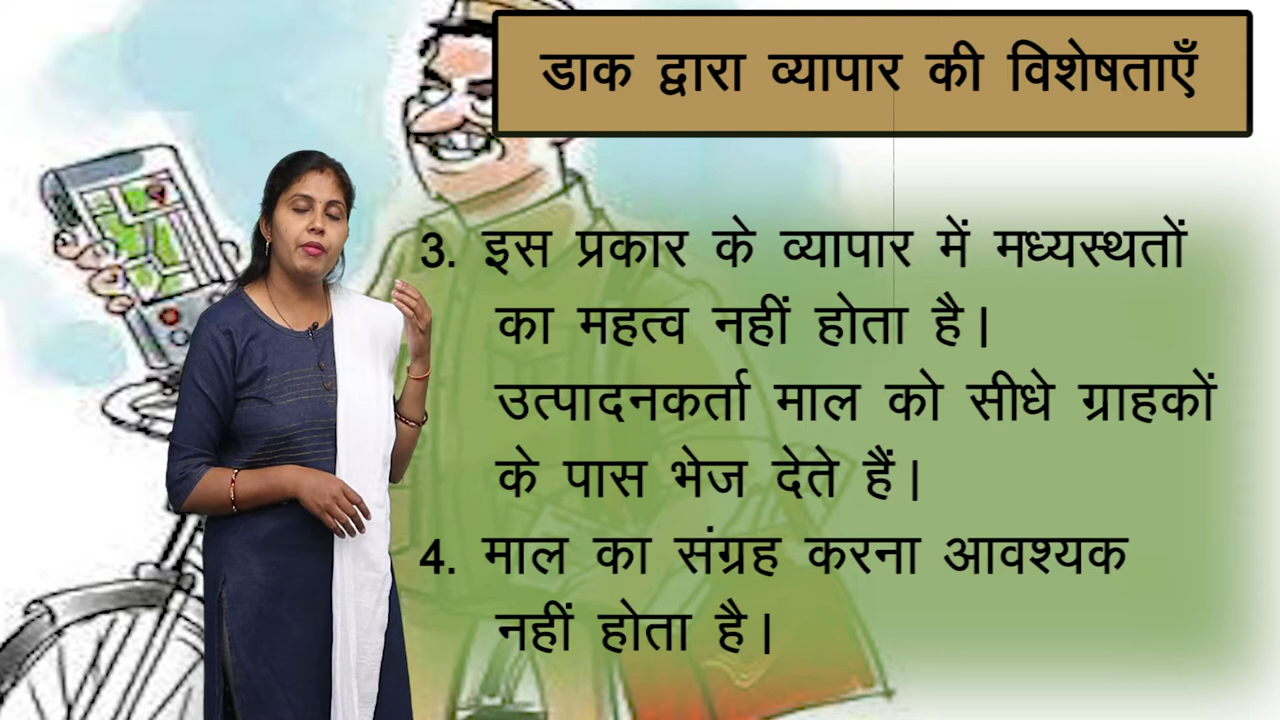 डाक द्वारा व्यापार की विशेषताएँ
3. इस प्रकार के व्यापार में मध्यस्थतों
का महत्व नहीं होता है।
उत्पादनकर्ता माल को सीधे ग्राहकों
के पास भेज देते हैं।
4. माल का संग्रह करना आवश्यक
नहीं होता है।